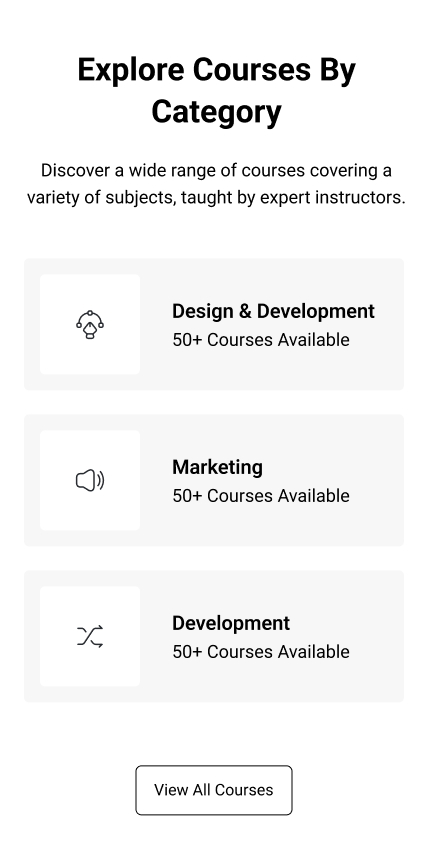 Explore Courses By
Category
Discover a wide range of courses covering a
variety of subjects, taught by expert instructors.
Design & Development
50+ Courses Available
Marketing
50+ Courses Available
Development
50+ Courses Available
View All Courses